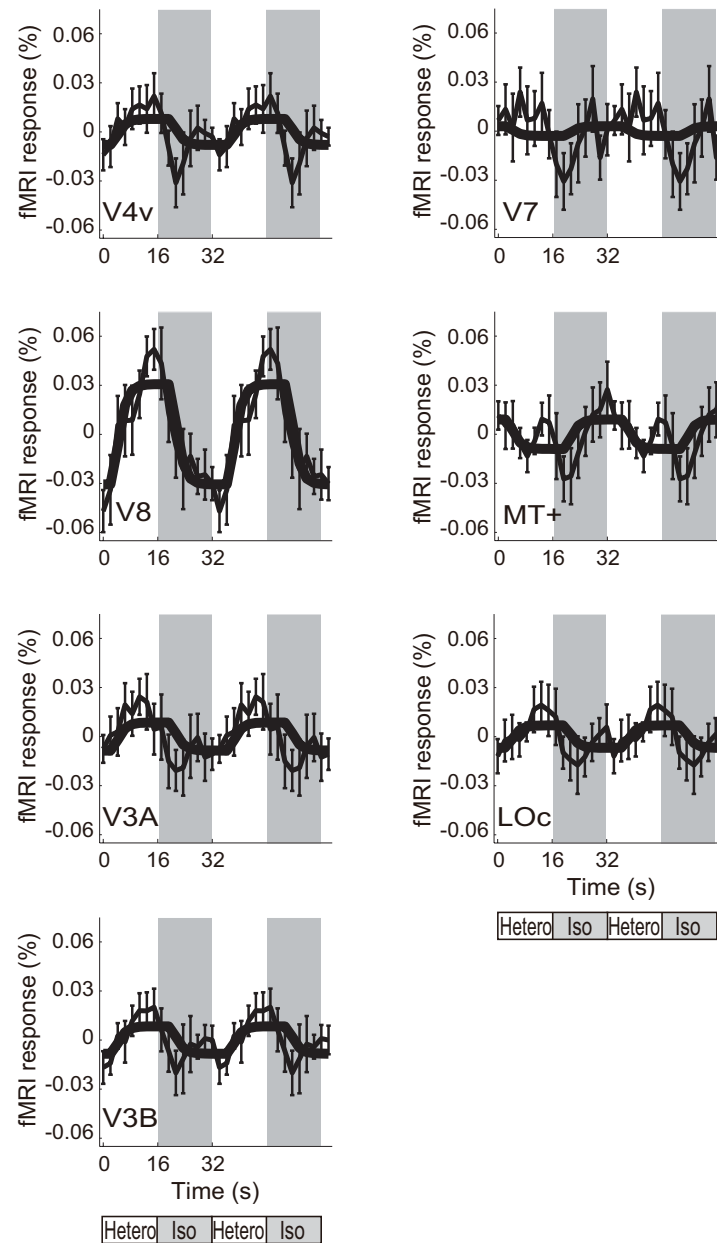 fMRI response (%)
0.06
0.03
0
-0.03
-0.06
V4v
0 16 32
fMRI response (%)
0.06
0.03
0
-0.03
-0.06
V8
0 16 32
fMRI response (%)
0.06
0.03
0
-0.03
-0.06
V3A
0 16 32
fMRI response (%)
0.06
0.03
0
-0.03
-0.06
V3B
0 16 32
Time (s)
Hetero Iso Hetero Iso
fMRI response (%)
0.06
0.03
0
-0.03
-0.06
V7
0 16 32
fMRI response (%)
0.06
0.03
0
-0.03
-0.06
MT+
0 16 32
fMRI response (%)
0.06
0.03
0
-0.03
-0.06
LOc
0 16 32
Time (s)
Hetero Iso Hetero Iso